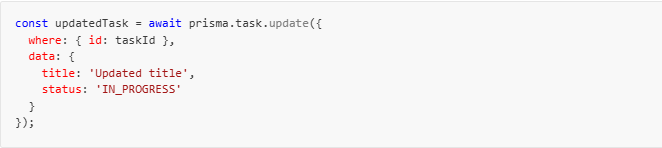 const updatedTask = await prisma.task.update({
  where: { id: taskId },
  data: {
    title: 'Updated title',
    status: 'IN_PROGRESS'
  }
});